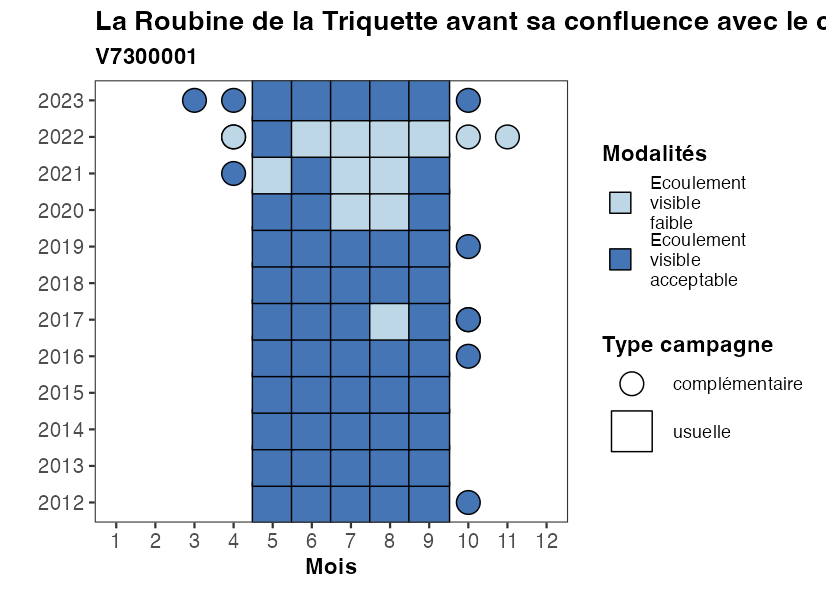 La Roubine de la Triquette avant sa confluence avec le c
V7300001
2023
2022
2021
2020
2019
2018
2017
2016
2015
2014
2013
2012
1 2 3 4 5 6 7 8 9 10 11 12
Mois
Modalités
Ecoulement
visible
faible
Ecoulement
visible
acceptable
Type campagne
complémentaire
usuelle